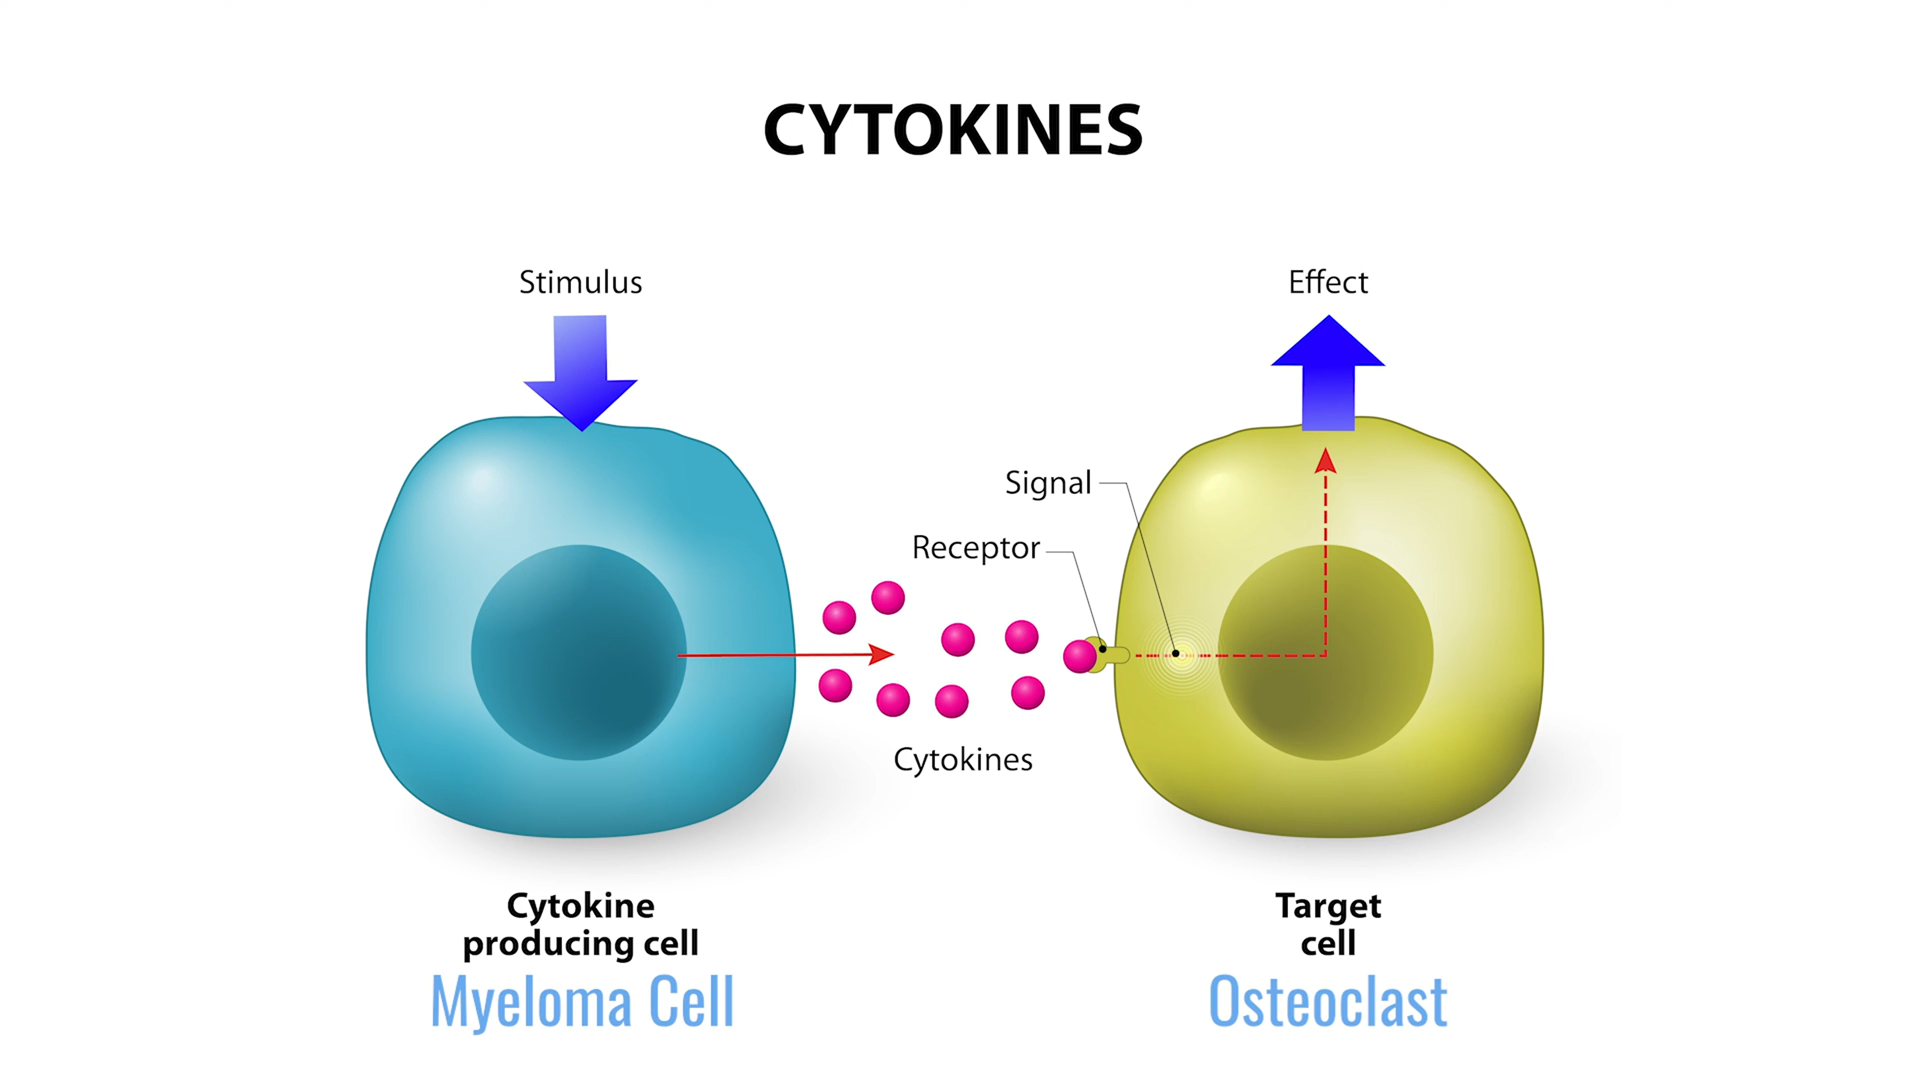 CYTOKINES
Stimulus
Effect
Signal
Receptor
Cytokines
Cytokine
producing cell
Myeloma Cell
Target
cell
Osteoclast